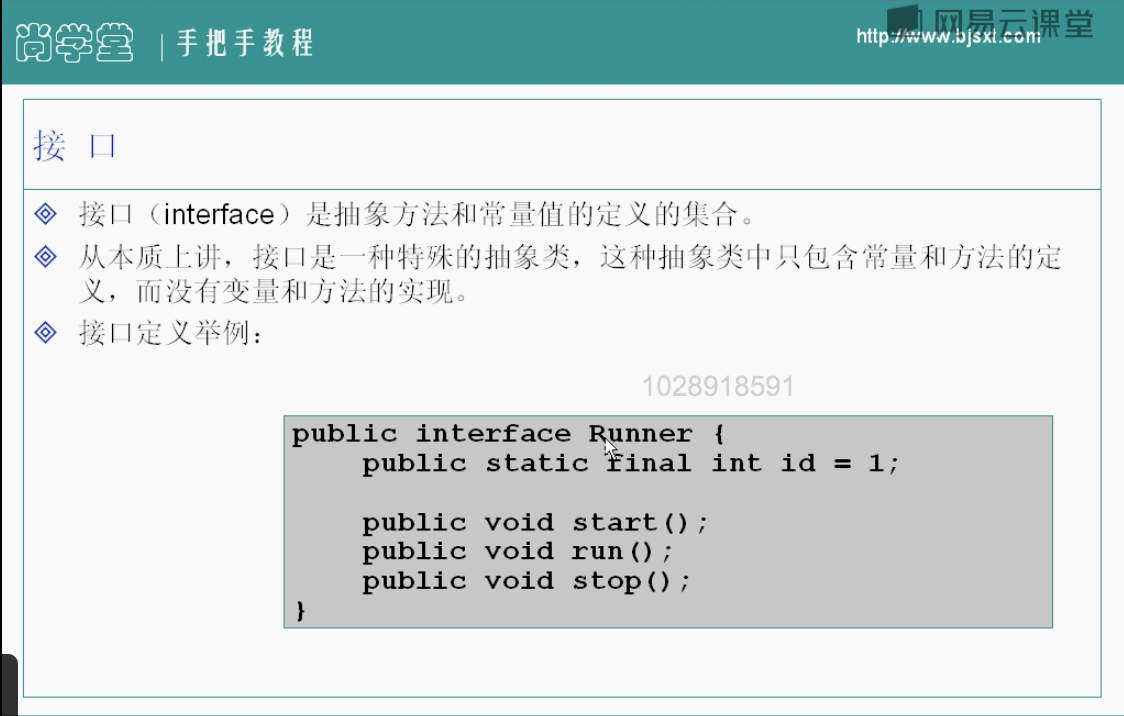 尚学堂 | 手把手教程
http://www.bjsxt.com
网易云课堂
接 口
接口（interface）是抽象方法和常量值的定义的集合。
从本质上讲，接口是一种特殊的抽象类，这种抽象类中只包含常量和方法的定
义，而没有变量和方法的实现。
接口定义举例：
1028918591
public interface Runner {
    public static final int id = 1;
    public void start();
    public void run();
    public void stop();
}